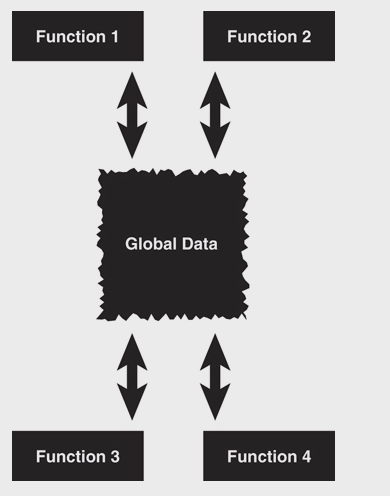 Function 1
Function 2
Global Data
Function 3
Function 4